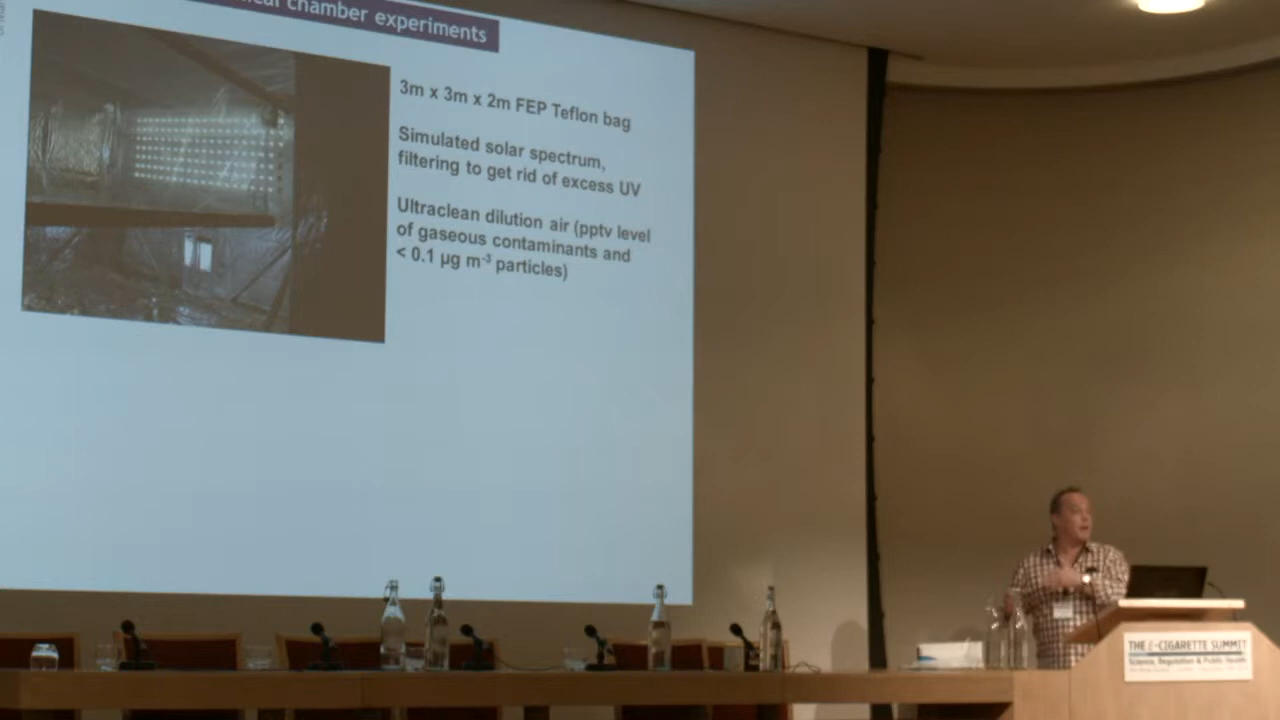 chamber experiments
3m x 3m x 2m FEP Teflon bag
Simulated solar spectrum,
filtering to get rid of excess UV
Ultraclean dilution air (pptv level
of gaseous contaminants and
< 0.1 µg m⁻³ particles)
THE E-CIGARETTE SUMMIT
Science, Regulation & Public Health